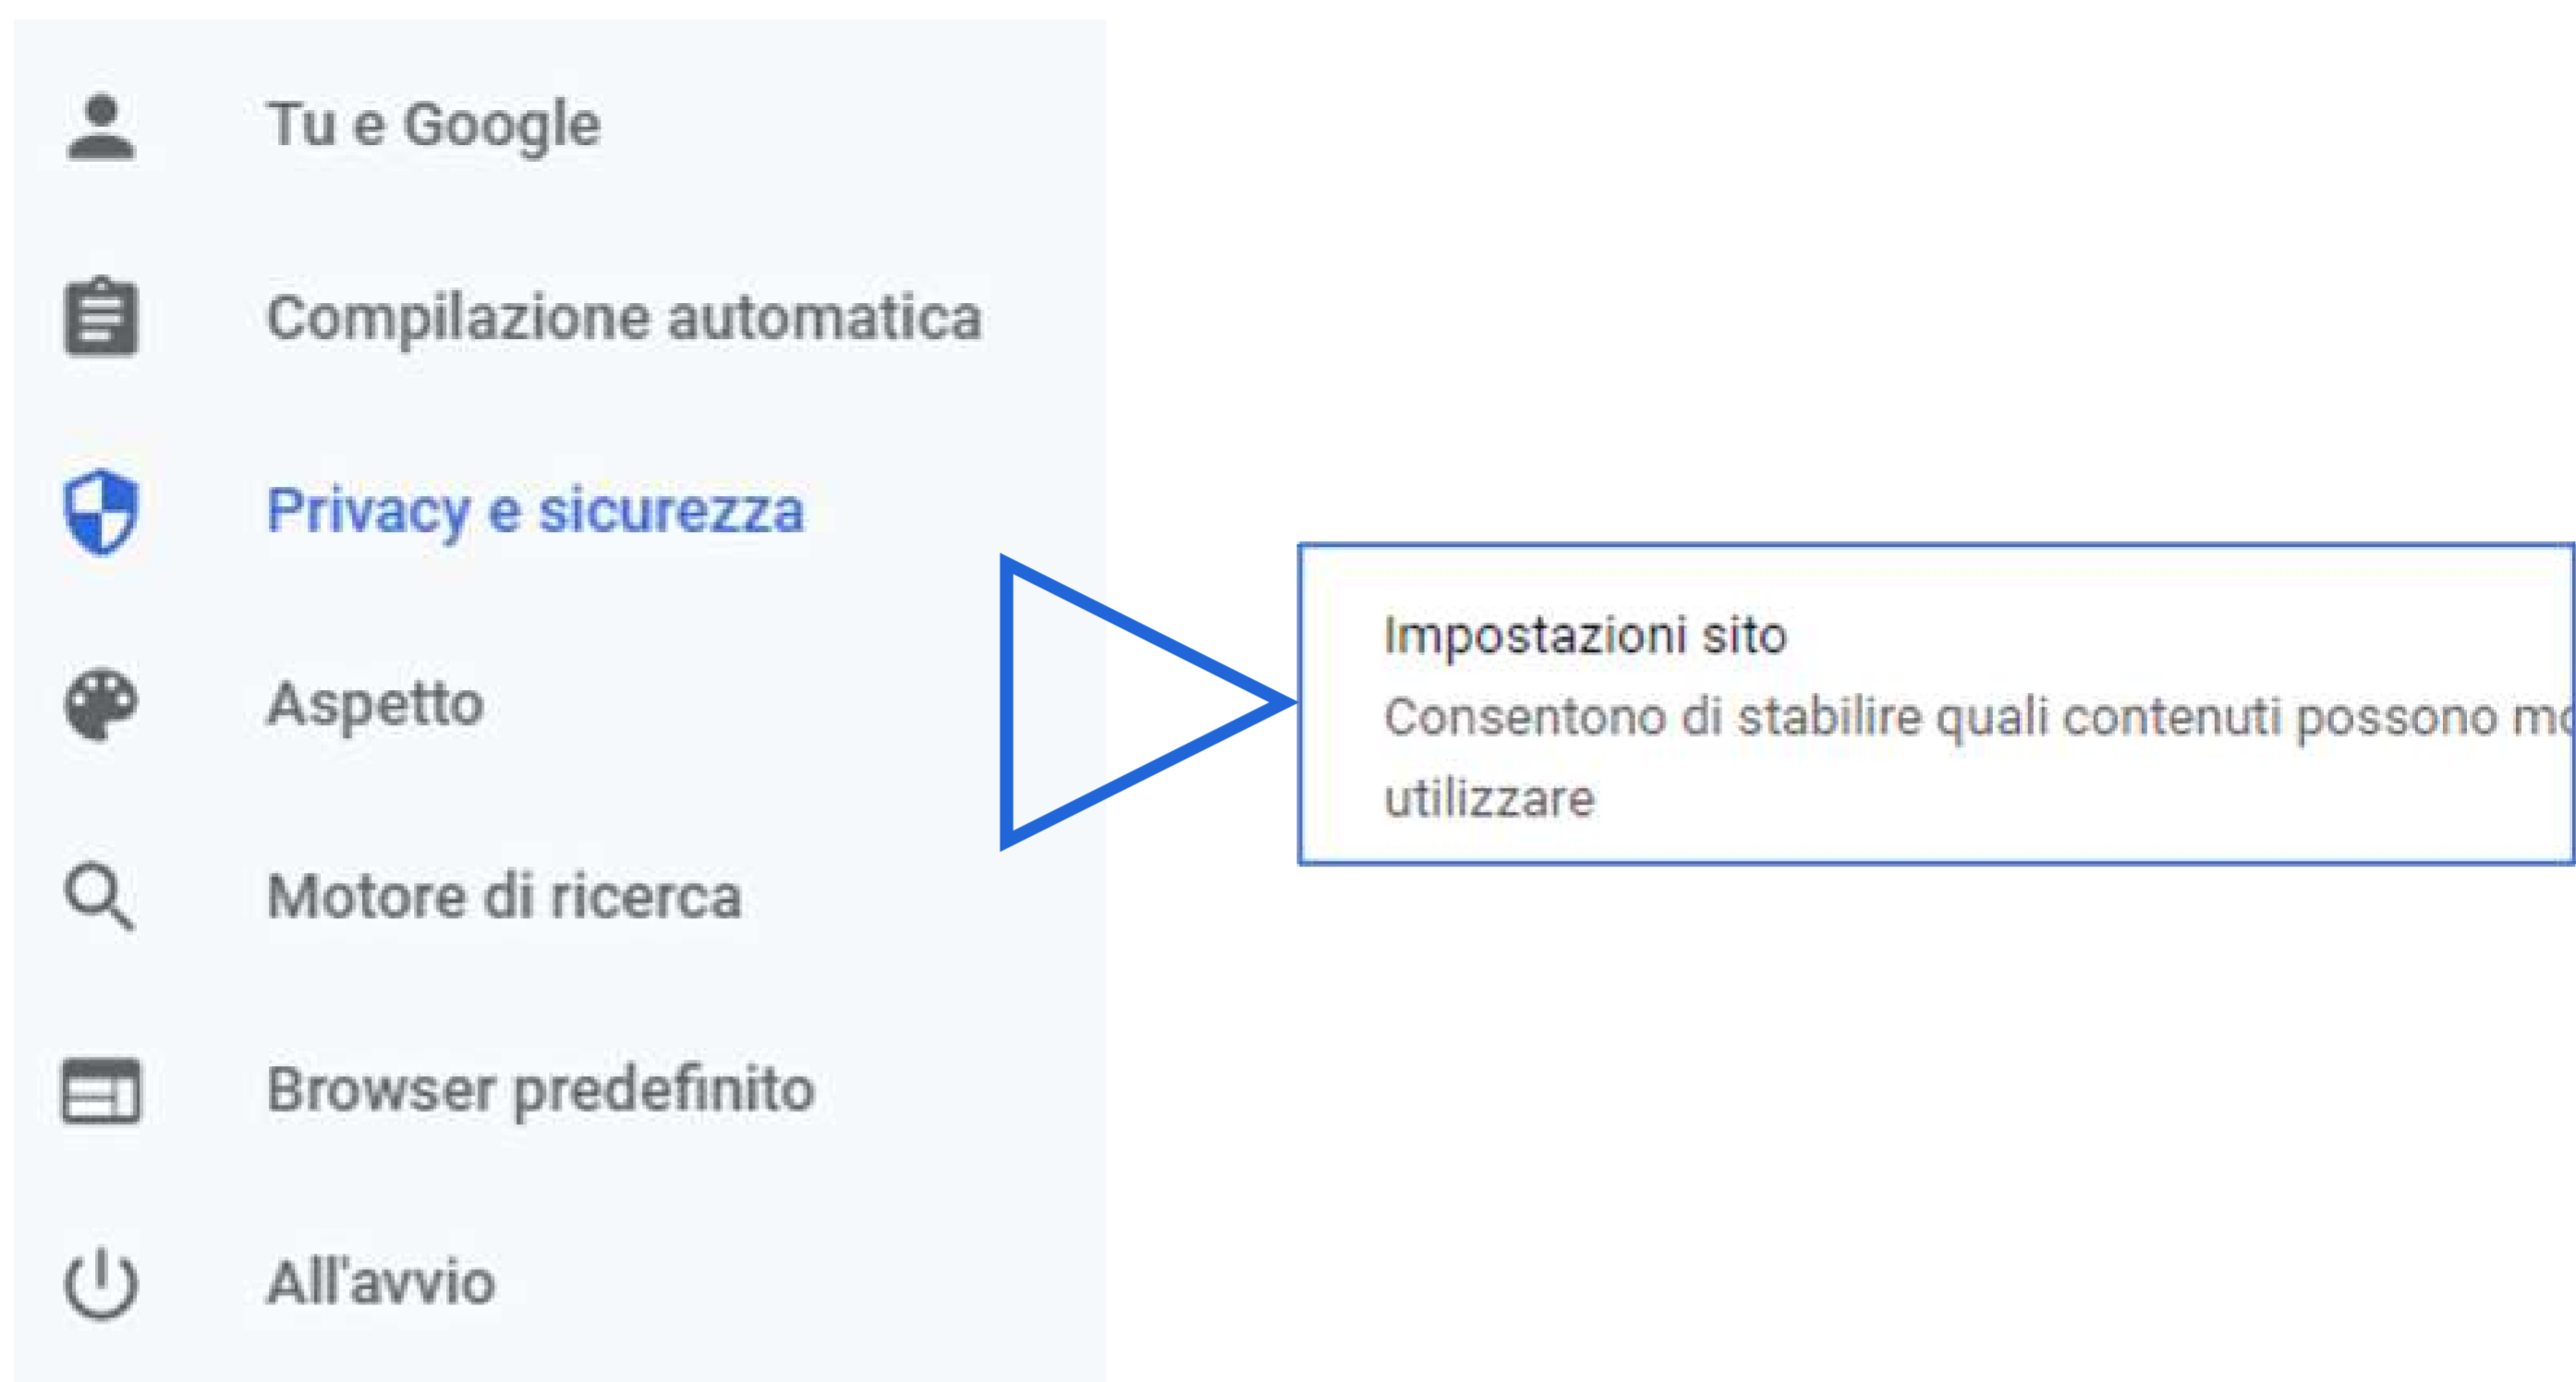 Tu e Google
Compilazione automatica
Privacy e sicurezza
Aspetto
Motore di ricerca
Browser predefinito
All'avvio
Impostazioni sito
Consentono di stabilire quali contenuti possono
utilizzare